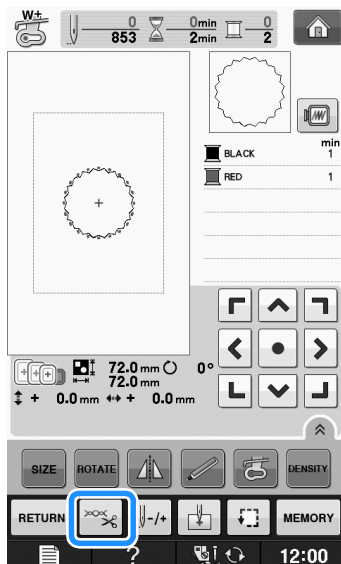 W+
0 0min 0
853 2min 2
min
BLACK 1
RED 1
72.0 mm 0°
72.0 mm
+ 0.0 mm + 0.0 mm
SIZE ROTATE DENSITY
RETURN -/+ MEMORY
? 12:00